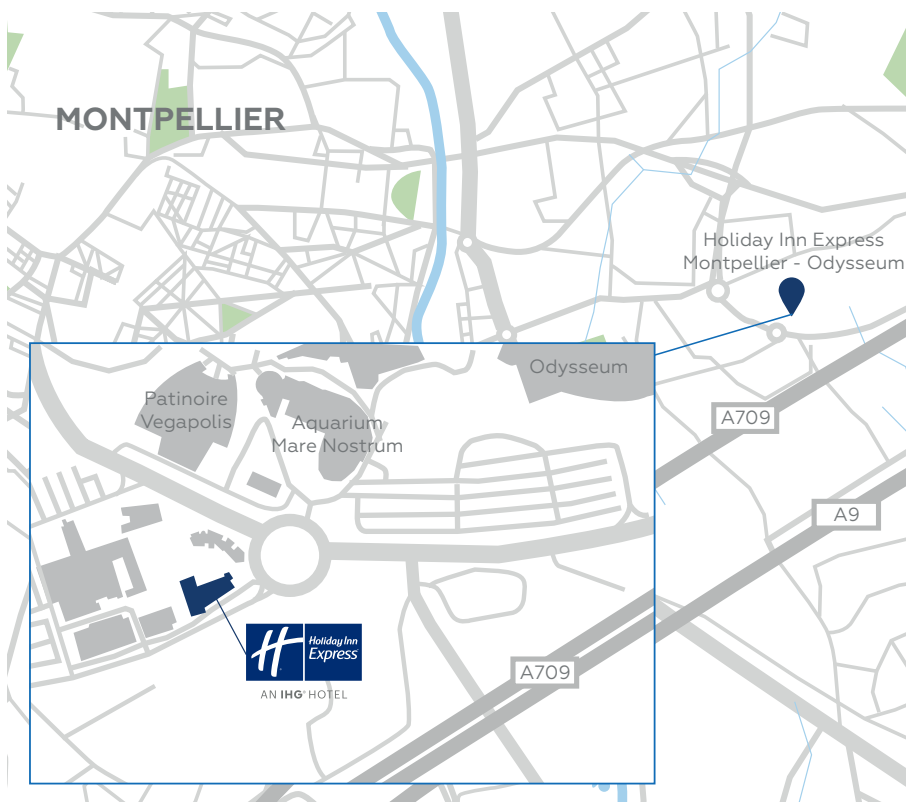 MONTPELLIER
Holiday Inn Express
Montpellier - Odysseum
Odysseum
Patinoire
Vegapolis
Aquarium
Mare Nostrum
A709
A9
H
Holiday Inn
Express
AN IHG® HOTEL
A709